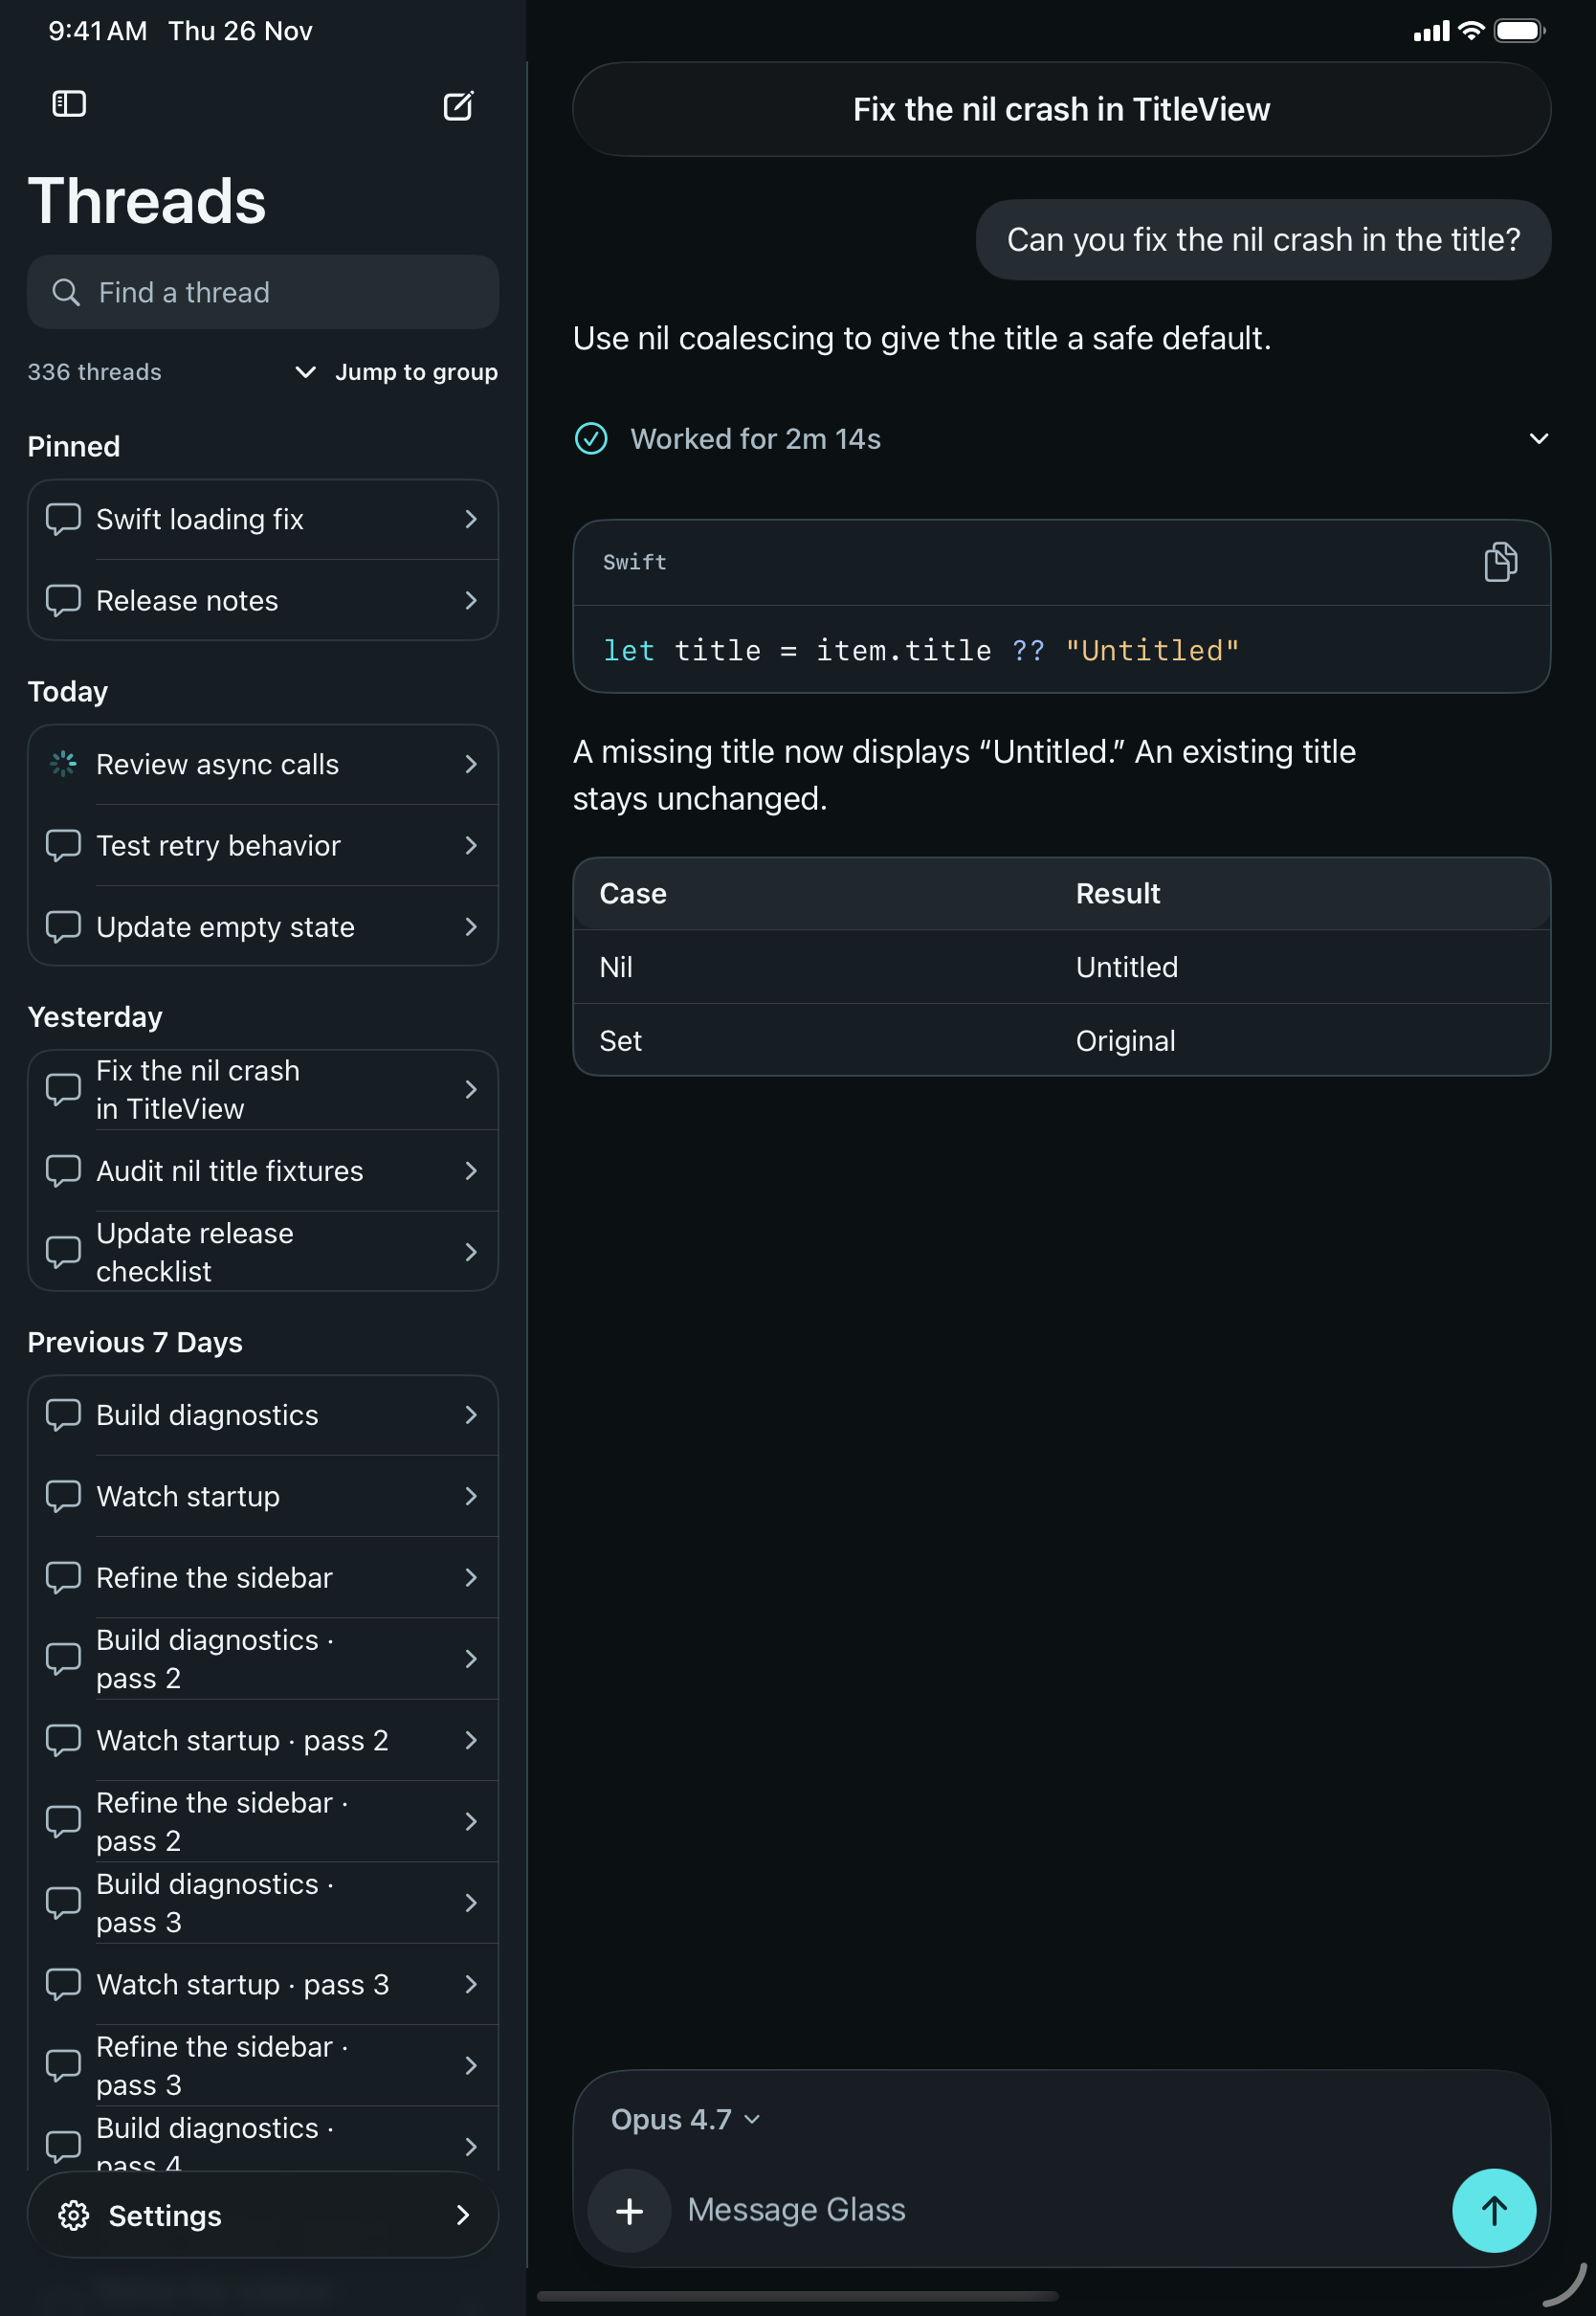 9:41 AM Thu 26 Nov
Threads
Find a thread
336 threads
Jump to group
Pinned
Swift loading fix
Release notes
Today
Review async calls
Test retry behavior
Update empty state
Yesterday
Fix the nil crash
in TitleView
Audit nil title fixtures
Update release
checklist
Previous 7 Days
Build diagnostics
Watch startup
Refine the sidebar
Build diagnostics ·
pass 2
Watch startup · pass 2
Refine the sidebar ·
pass 2
Build diagnostics ·
pass 3
Watch startup · pass 3
Refine the sidebar ·
pass 3
Build diagnostics ·
pass 4
Settings
Fix the nil crash in TitleView
Can you fix the nil crash in the title?
Use nil coalescing to give the title a safe default.
Worked for 2m 14s
Swift
let title = item.title ?? "Untitled"
A missing title now displays “Untitled.” An existing title
stays unchanged.
Case Result
Nil Untitled
Set Original
Opus 4.7
Message Glass